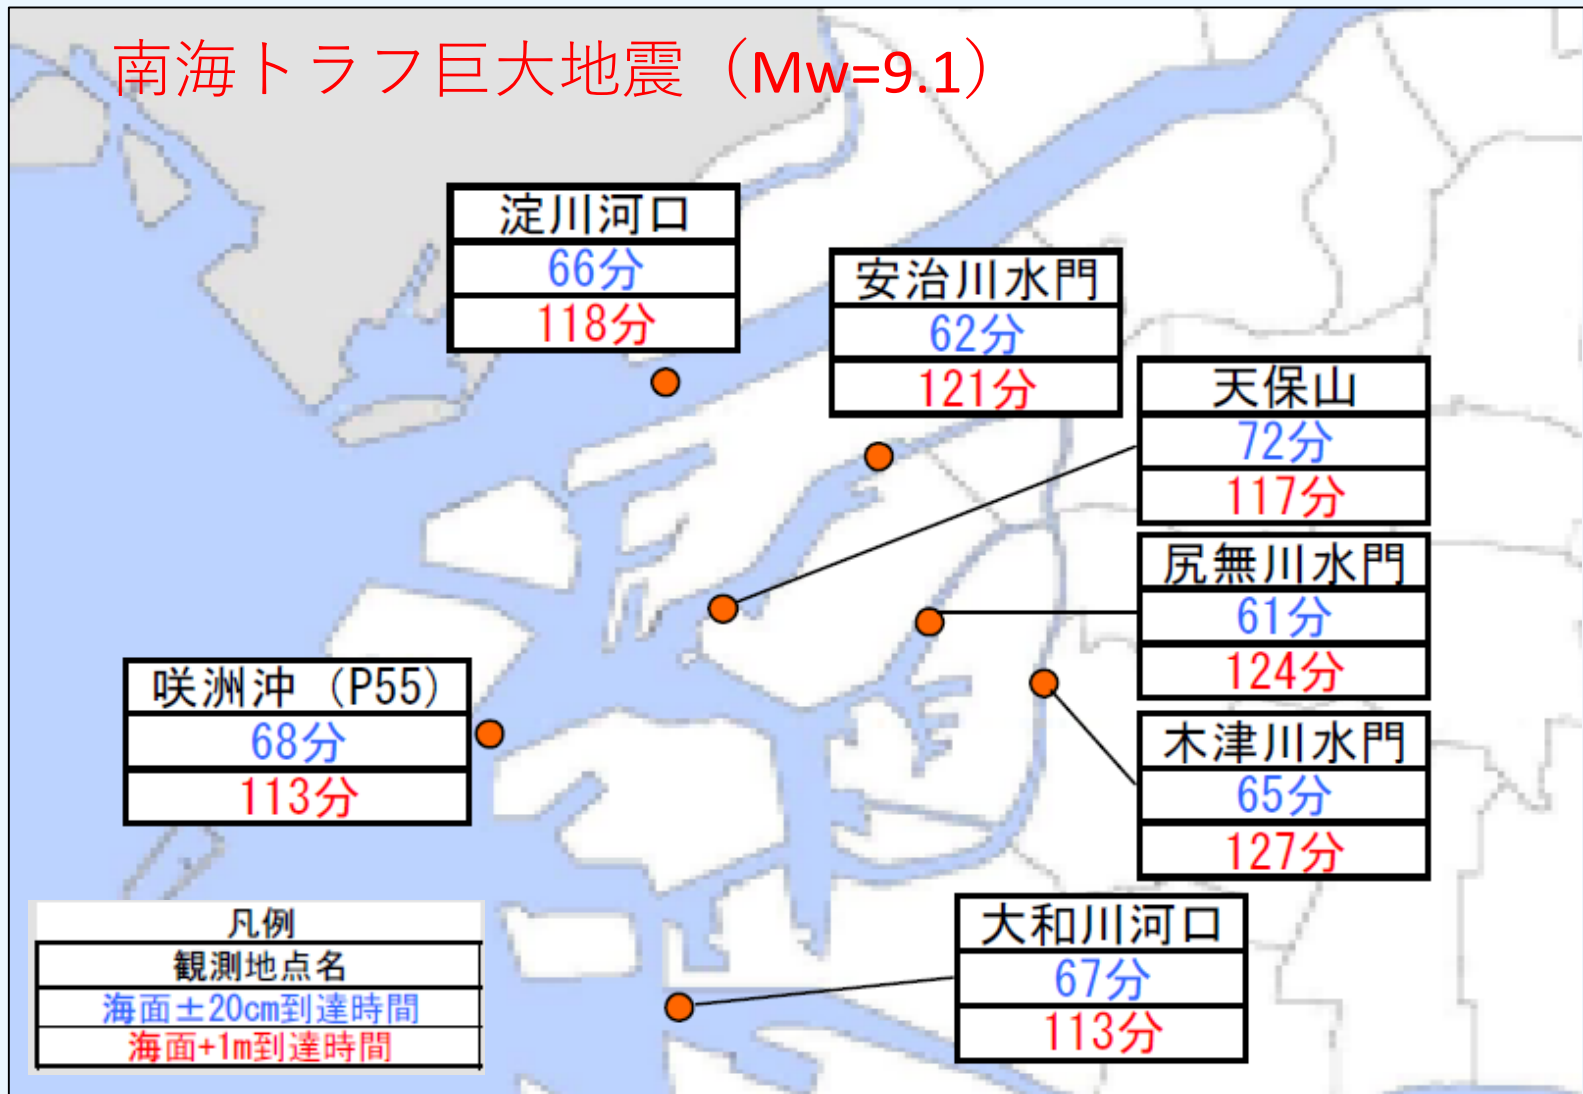 南海トラフ巨大地震（Mw=9.1）
淀川河口
66分
118分
安治川水門
62分
121分
天保山
72分
117分
尻無川水門
61分
124分
咲洲沖（P55）
68分
113分
木津川水門
65分
127分
大和川河口
67分
113分
凡例
観測地点名
海面±20cm到達時間
海面+1m到達時間